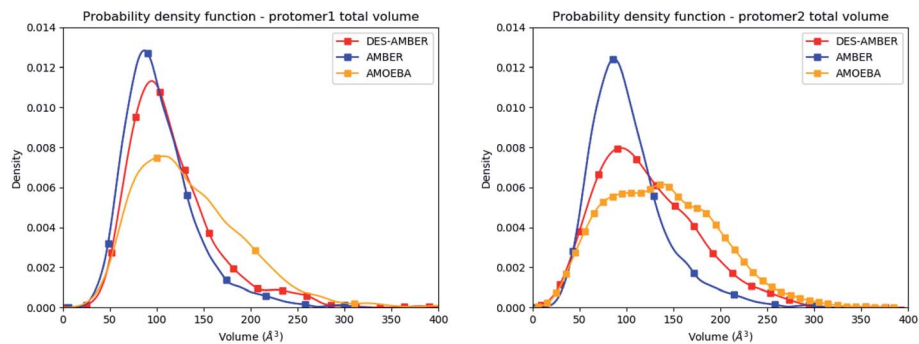 Probability density function - protomer1 total volume
0.014
0.012
0.010
0.008
0.006
0.004
0.002
0.000
Density
DES-AMBER
AMBER
AMOEBA
0 50 100 150 200 250 300 350 400
Volume (Å³)
Probability density function - protomer2 total volume
0.014
0.012
0.010
0.008
0.006
0.004
0.002
0.000
Density
DES-AMBER
AMBER
AMOEBA
0 50 100 150 200 250 300 350 400
Volume (Å³)